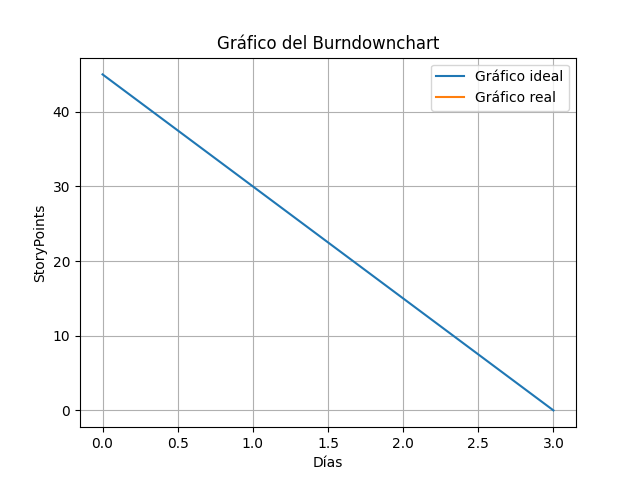 Gráfico del Burndownchart
Gráfico ideal
Gráfico real
StoryPoints
40
30
20
10
0
0.0 0.5 1.0 1.5 2.0 2.5 3.0
Días